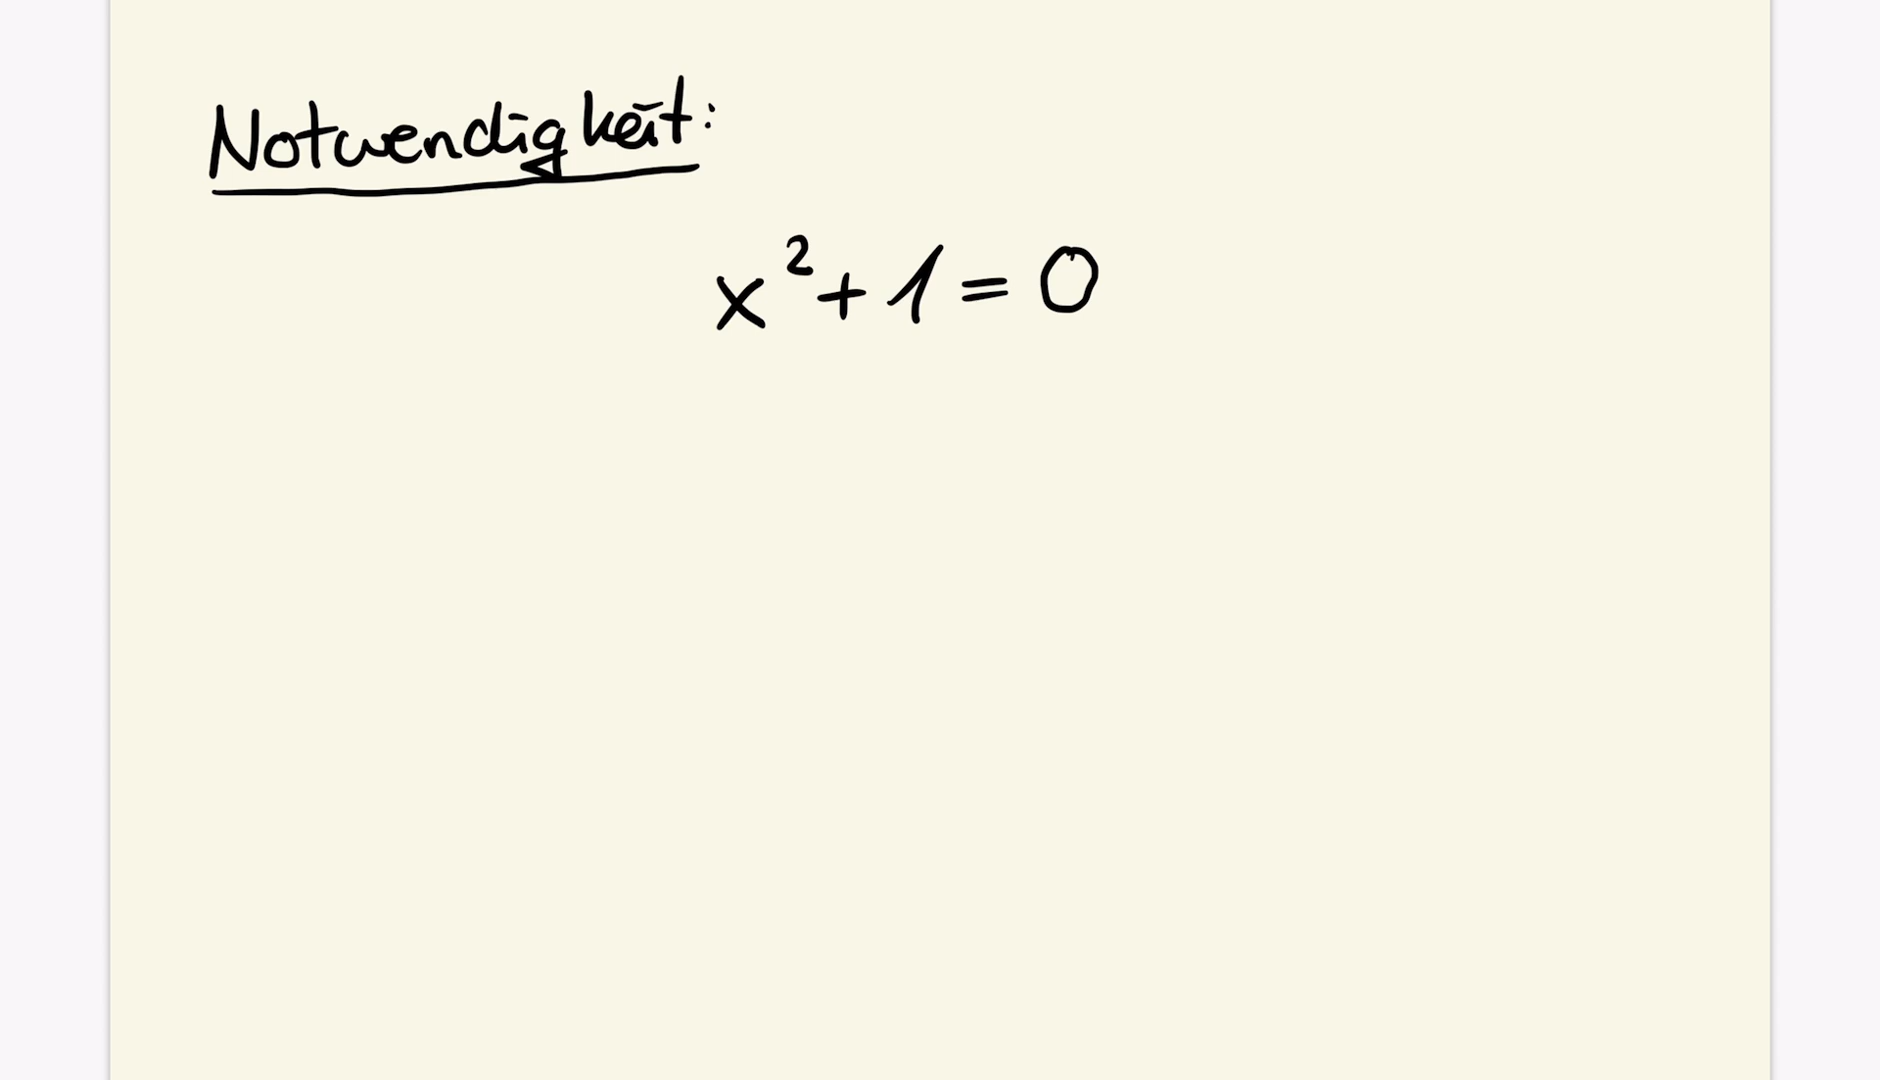 Notwendigkeit:
x² + 1 = 0